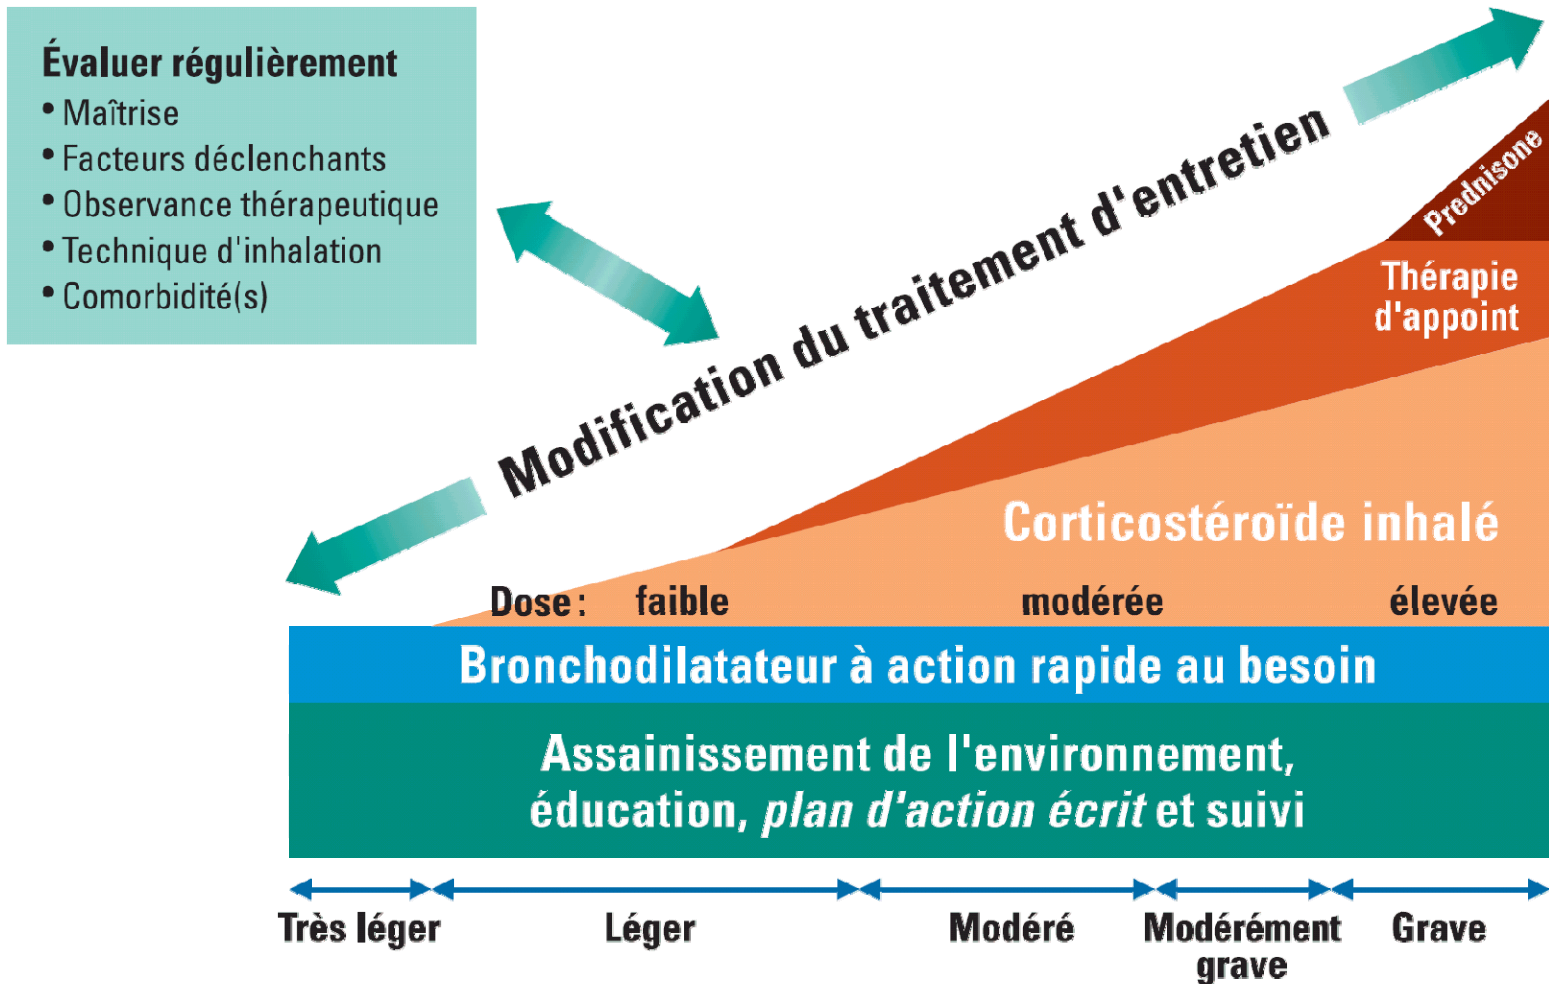 Évaluer régulièrement
• Maîtrise
• Facteurs déclenchants
• Observance thérapeutique
• Technique d'inhalation
• Comorbidité(s)
Modification du traitement d'entretien
Prednisone
Thérapie
d'appoint
Corticostéroïde inhalé
Dose : faible modérée élevée
Bronchodilatateur à action rapide au besoin
Assainissement de l'environnement,
éducation, plan d'action écrit et suivi
Très léger Léger Modéré Modérément Grave
grave